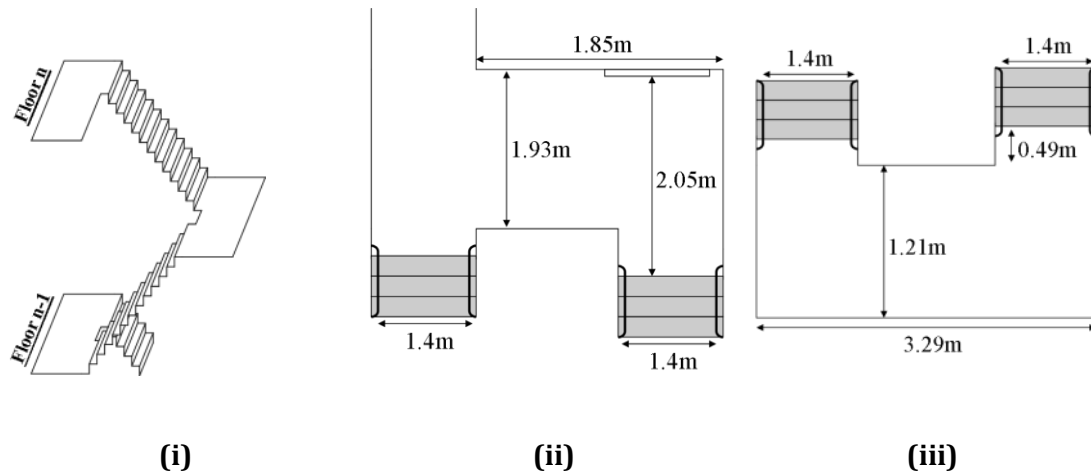 Floor n
Floor n-1
1.85m
1.93m
2.05m
1.4m
1.4m
1.4m
1.4m
0.49m
1.21m
3.29m
(i)
(ii)
(iii)